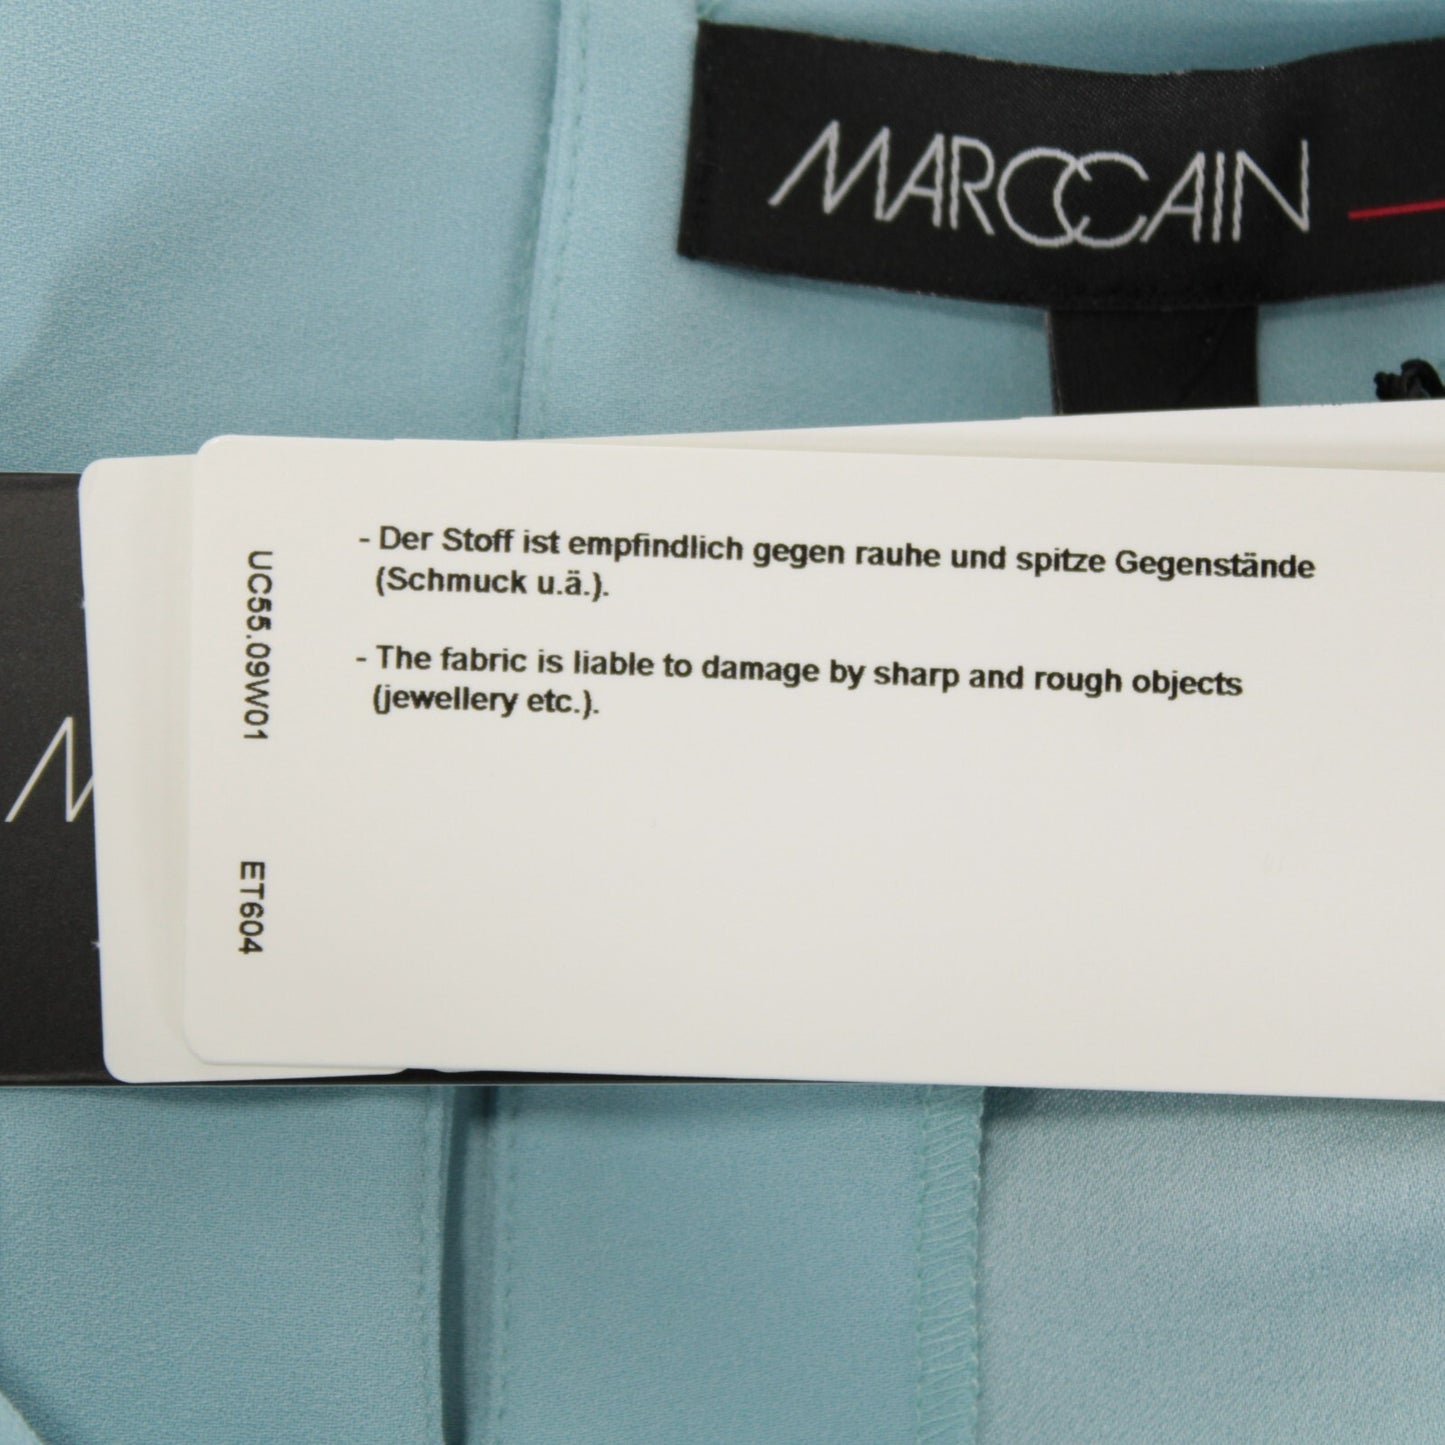 MARCCAIN
- Der Stoff ist empfindlich gegen rauhe und spitze Gegenstände
(Schmuck u.ä.).
- The fabric is liable to damage by sharp and rough objects
(jewellery etc.).
UC55.09W01
ET604
M